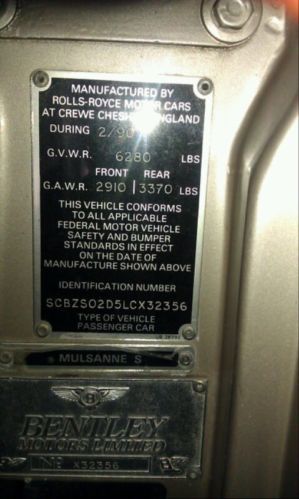 MANUFACTURED BY
ROLLS-ROYCE MOTOR CARS
AT CREWE CHESHIRE ENGLAND
DURING 2/90
G.V.W.R. 6280 LBS
FRONT REAR
G.A.W.R. 2910 3370 LBS
THIS VEHICLE CONFORMS
TO ALL APPLICABLE
FEDERAL MOTOR VEHICLE
SAFETY AND BUMPER
STANDARDS IN EFFECT
ON THE DATE OF
MANUFACTURE SHOWN ABOVE
IDENTIFICATION NUMBER
SCBZS02D5LCX32356
TYPE OF VEHICLE
PASSENGER CAR
MULSANNE S
B
BENTLEY
MOTORS LIMITED
No X32356